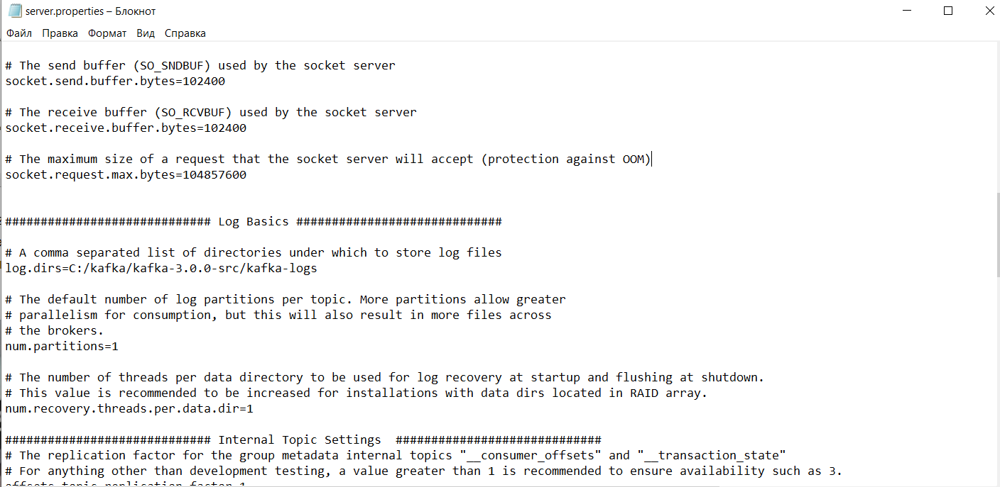 server.properties – Блокнот
Файл Правка Формат Вид Справка
# The send buffer (SO_SNDBUF) used by the socket server
socket.send.buffer.bytes=102400
# The receive buffer (SO_RCVBUF) used by the socket server
socket.receive.buffer.bytes=102400
# The maximum size of a request that the socket server will accept (protection against OOM)
socket.request.max.bytes=104857600
############################# Log Basics #############################
# A comma separated list of directories under which to store log files
log.dirs=C:/kafka/kafka-3.0.0-src/kafka-logs
# The default number of log partitions per topic. More partitions allow greater
# parallelism for consumption, but this will also result in more files across
# the brokers.
num.partitions=1
# The number of threads per data directory to be used for log recovery at startup and flushing at shutdown.
# This value is recommended to be increased for installations with data dirs located in RAID array.
num.recovery.threads.per.data.dir=1
############################# Internal Topic Settings  #############################
# The replication factor for the group metadata internal topics "__consumer_offsets" and "__transaction_state"
# For anything other than development testing, a value greater than 1 is recommended to ensure availability such as 3.